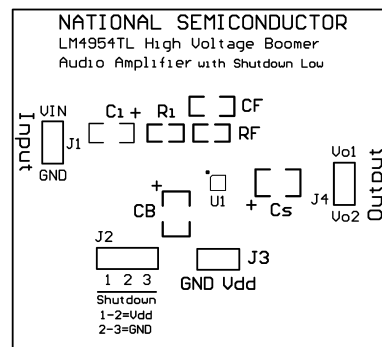 NATIONAL SEMICONDUCTOR
LM4954TL High Voltage Boomer
Audio Amplifier with Shutdown Low
Input
VIN
J1
GND
Ci +
Ri
CF
RF
+
CB
U1
+
Cs
J4
Vo1
Vo2
Output
J2
1 2 3
Shutdown
1-2=Vdd
2-3=GND
J3
GND Vdd